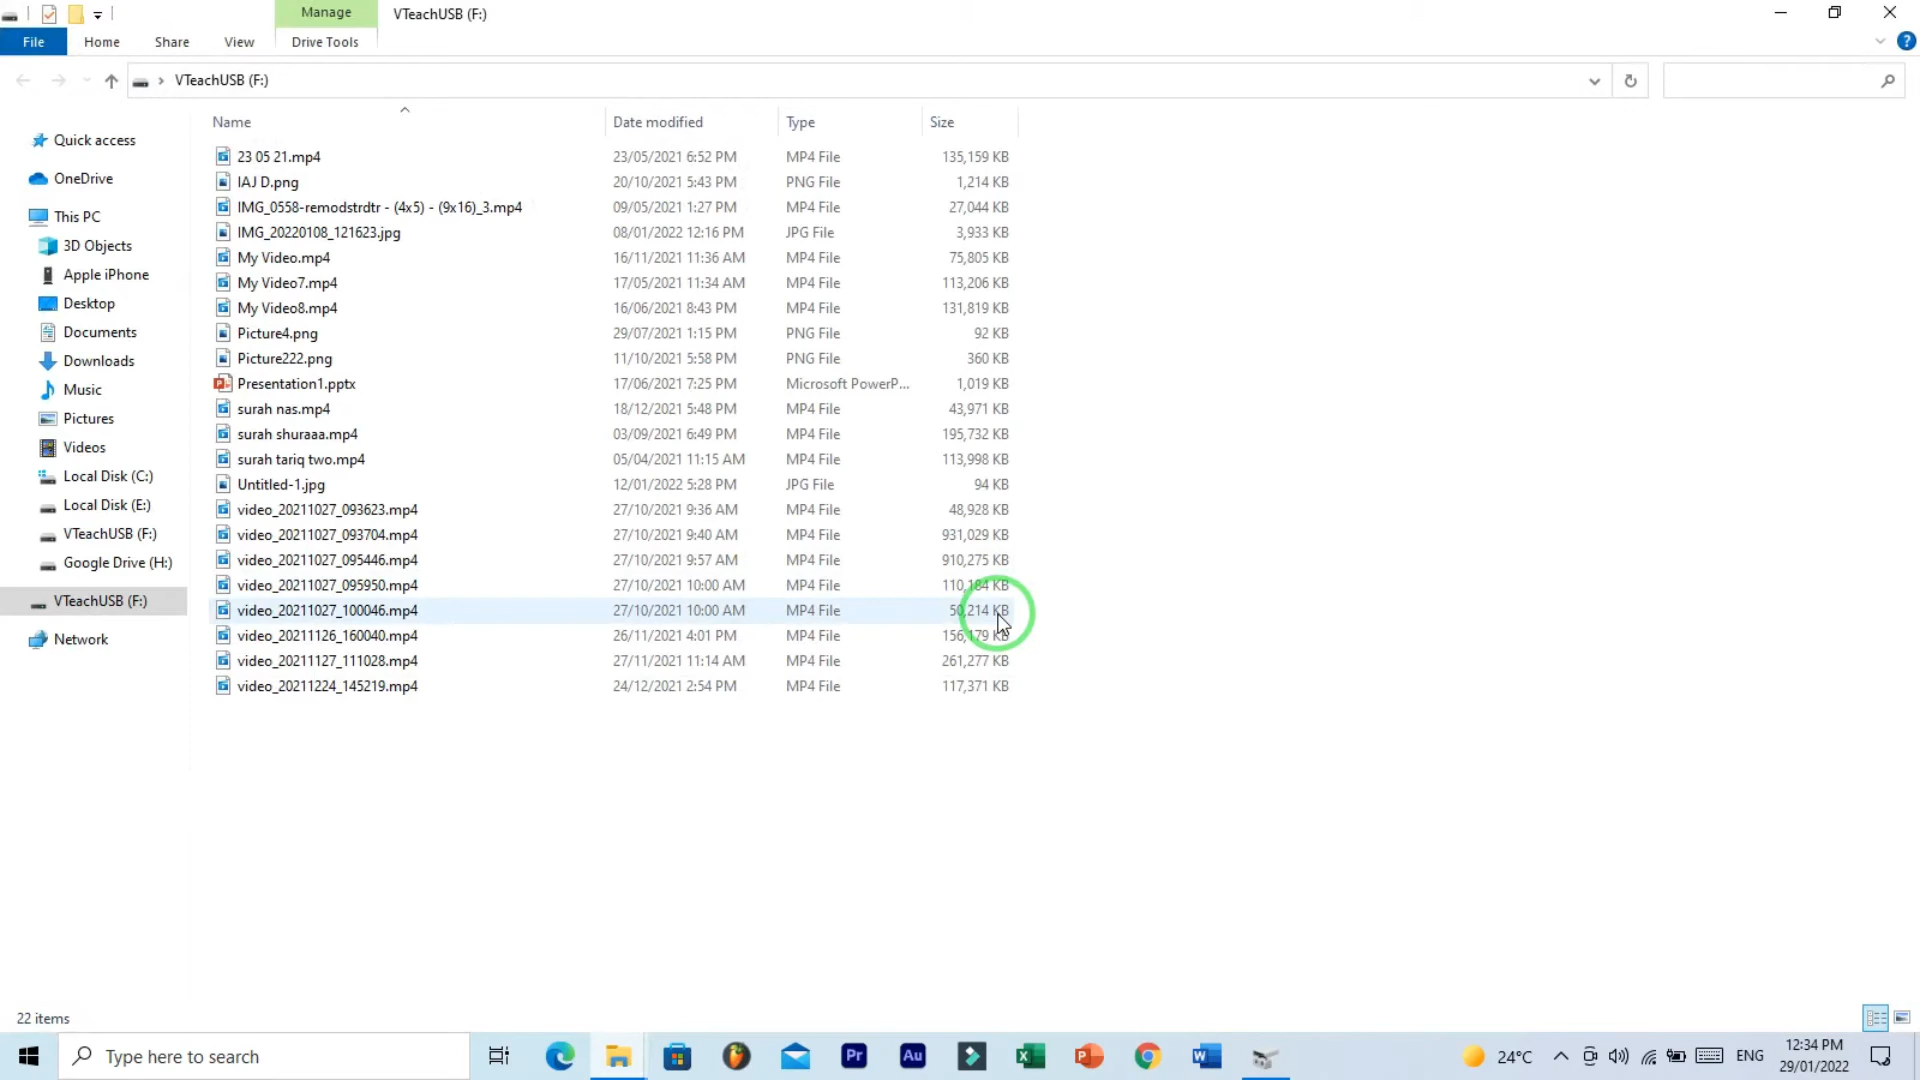 Manage
VTeachUSB (F:)
File
Home
Share
View
Drive Tools
VTeachUSB (F:)
Name
Date modified
Type
Size
Quick access
OneDrive
This PC
3D Objects
Apple iPhone
Desktop
Documents
Downloads
Music
Pictures
Videos
Local Disk (C:)
Local Disk (E:)
VTeachUSB (F:)
Google Drive (H:)
VTeachUSB (F:)
Network
23 05 21.mp4 23/05/2021 6:52 PM MP4 File 135,159 KB
IAJ D.png 20/10/2021 5:43 PM PNG File 1,214 KB
IMG_0558-remodstrdtr - (4x5) - (9x16)_3.mp4 09/05/2021 1:27 PM MP4 File 27,044 KB
IMG_20220108_121623.jpg 08/01/2022 12:16 PM JPG File 3,933 KB
My Video.mp4 16/11/2021 11:36 AM MP4 File 75,805 KB
My Video7.mp4 17/05/2021 11:34 AM MP4 File 113,206 KB
My Video8.mp4 16/06/2021 8:43 PM MP4 File 131,819 KB
Picture4.png 29/07/2021 1:15 PM PNG File 92 KB
Picture222.png 11/10/2021 5:58 PM PNG File 360 KB
Presentation1.pptx 17/06/2021 7:25 PM Microsoft PowerP... 1,019 KB
surah nas.mp4 18/12/2021 5:48 PM MP4 File 43,971 KB
surah shuraaa.mp4 03/09/2021 6:49 PM MP4 File 195,732 KB
surah tariq two.mp4 05/04/2021 11:15 AM MP4 File 113,998 KB
Untitled-1.jpg 12/01/2022 5:28 PM JPG File 94 KB
video_20211027_093623.mp4 27/10/2021 9:36 AM MP4 File 48,928 KB
video_20211027_093704.mp4 27/10/2021 9:40 AM MP4 File 931,029 KB
video_20211027_095446.mp4 27/10/2021 9:57 AM MP4 File 910,275 KB
video_20211027_095950.mp4 27/10/2021 10:00 AM MP4 File 110,184 KB
video_20211027_100046.mp4 27/10/2021 10:00 AM MP4 File 50,214 KB
video_20211126_160040.mp4 26/11/2021 4:01 PM MP4 File 156,179 KB
video_20211127_111028.mp4 27/11/2021 11:14 AM MP4 File 261,277 KB
video_20211224_145219.mp4 24/12/2021 2:54 PM MP4 File 117,371 KB
22 items
Type here to search
Pr
Au
24°C
ENG
12:34 PM
29/01/2022